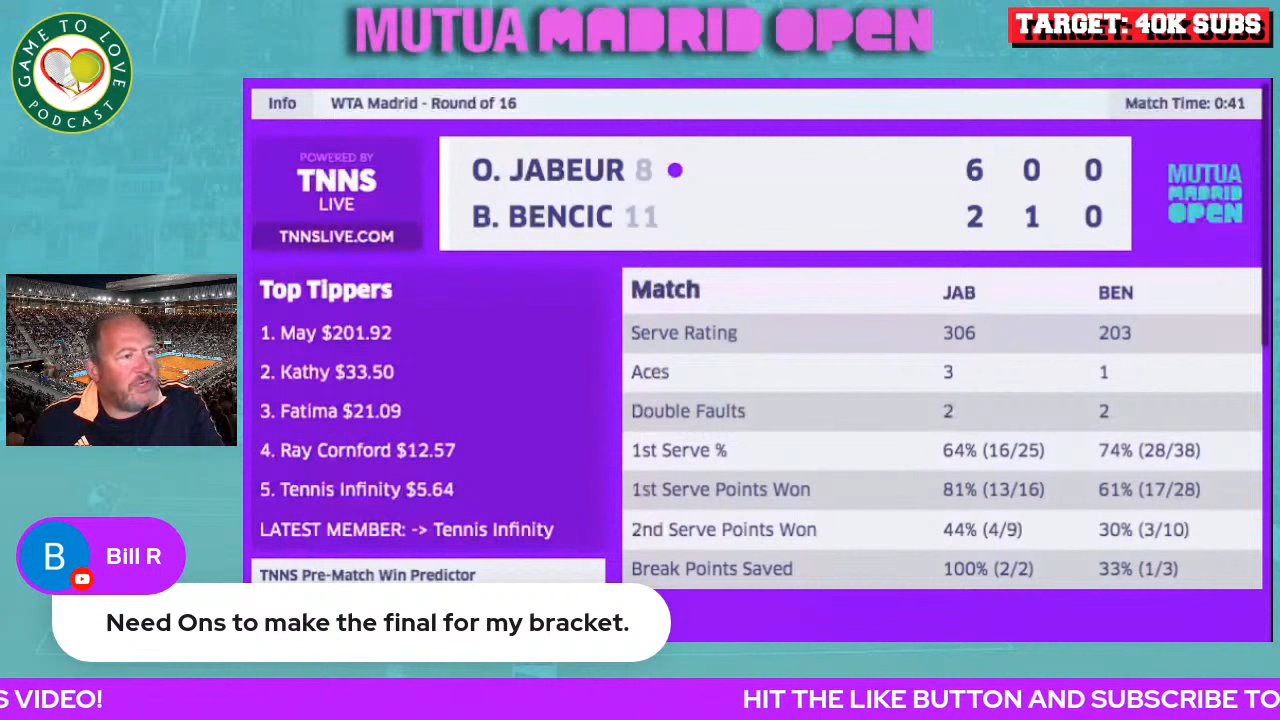 GAME TO LOVE
PODCAST
MUTUA MADRID OPEN
TARGET: 40K SUBS
Info
WTA Madrid - Round of 16
Match Time: 0:41
POWERED BY
TNNS
LIVE
TNNSLIVE.COM
O. JABEUR 8 6 0 0
B. BENCIC 11 2 1 0
MUTUA
MADRID
OPEN
Top Tippers
1. May $201.92
2. Kathy $33.50
3. Fatima $21.09
4. Ray Cornford $12.57
5. Tennis Infinity $5.64
LATEST MEMBER: -> Tennis Infinity
TNNS Pre-Match Win Predictor
Match JAB BEN
Serve Rating 306 203
Aces 3 1
Double Faults 2 2
1st Serve % 64% (16/25) 74% (28/38)
1st Serve Points Won 81% (13/16) 61% (17/28)
2nd Serve Points Won 44% (4/9) 30% (3/10)
Break Points Saved 100% (2/2) 33% (1/3)
B
Bill R
Need Ons to make the final for my bracket.
S VIDEO!
HIT THE LIKE BUTTON AND SUBSCRIBE TO